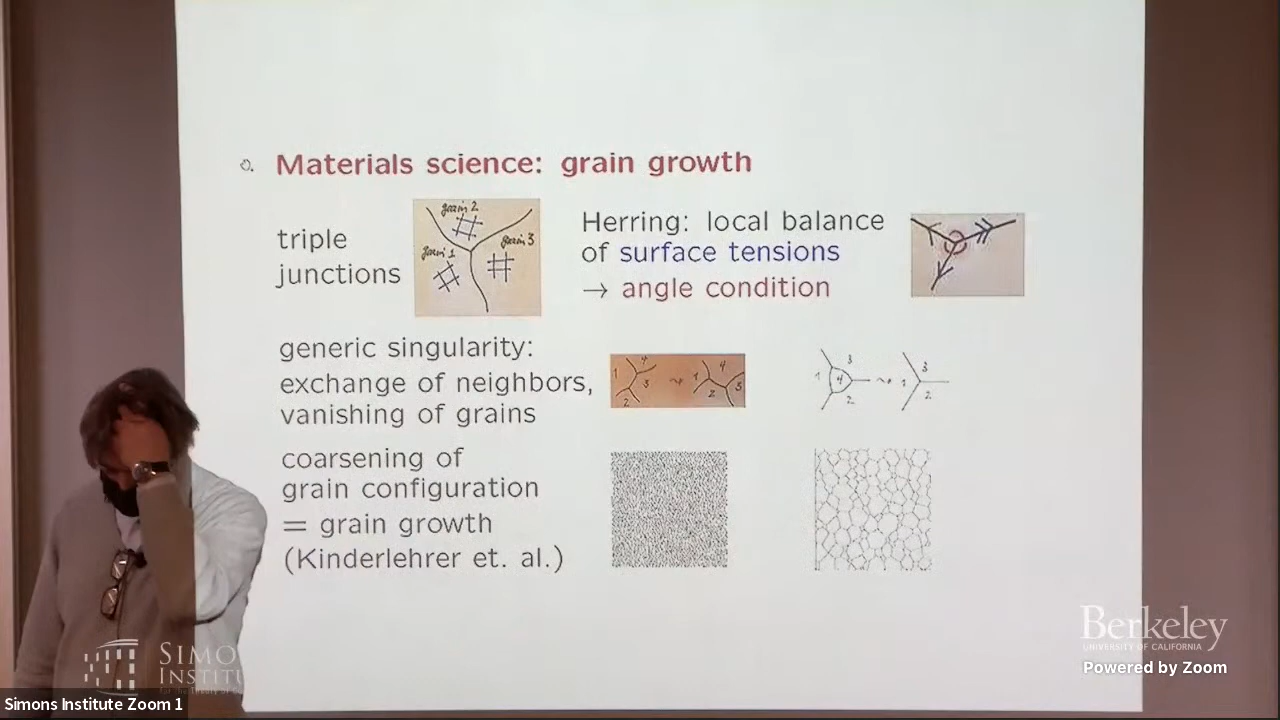 Materials science: grain growth
triple
junctions
grain 2
grain 1
grain 3
Herring: local balance
of surface tensions
→ angle condition
generic singularity:
exchange of neighbors,
vanishing of grains
1 4 3 2
1 4 2 3
1 3 4 2
1 3 2
coarsening of
grain configuration
= grain growth
(Kinderlehrer et. al.)
SIMO
INSTITU
Berkeley
UNIVERSITY OF CALIFORNIA
Powered by Zoom
Simons Institute Zoom 1